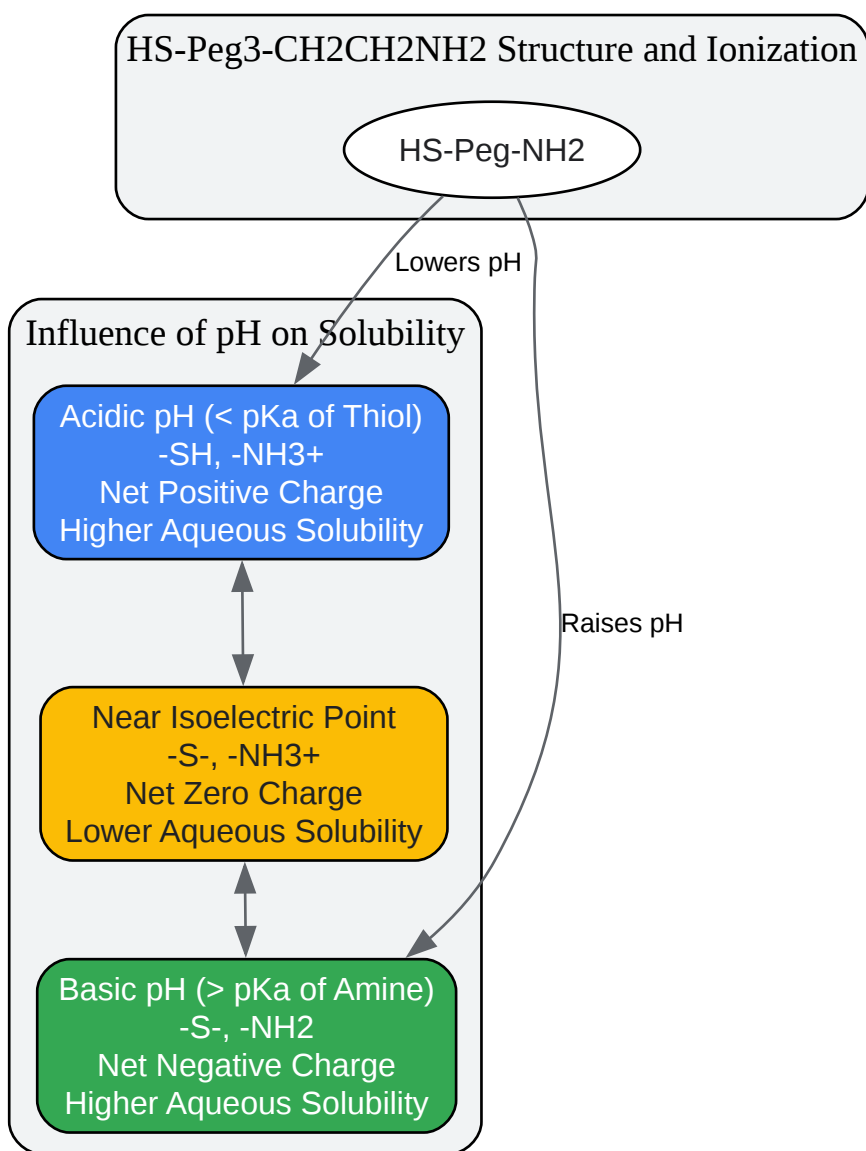 HS-Peg3-CH2CH2NH2 Structure and Ionization
HS-Peg-NH2
Lowers pH
Influence of pH on Solubility
Acidic pH (< pKa of Thiol)
-SH, -NH3+
Net Positive Charge
Higher Aqueous Solubility
Raises pH
Near Isoelectric Point
-S-, -NH3+
Net Zero Charge
Lower Aqueous Solubility
Basic pH (> pKa of Amine)
-S-, -NH2
Net Negative Charge
Higher Aqueous Solubility